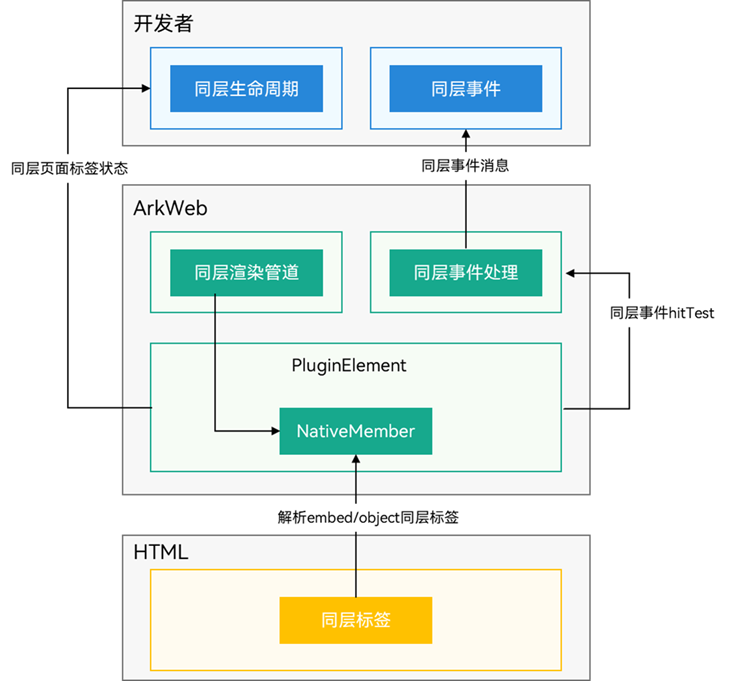 开发者
同层生命周期
同层事件
同层页面标签状态
同层事件消息
ArkWeb
同层渲染管道
同层事件处理
同层事件hitTest
PluginElement
NativeMember
解析embed/object同层标签
HTML
同层标签